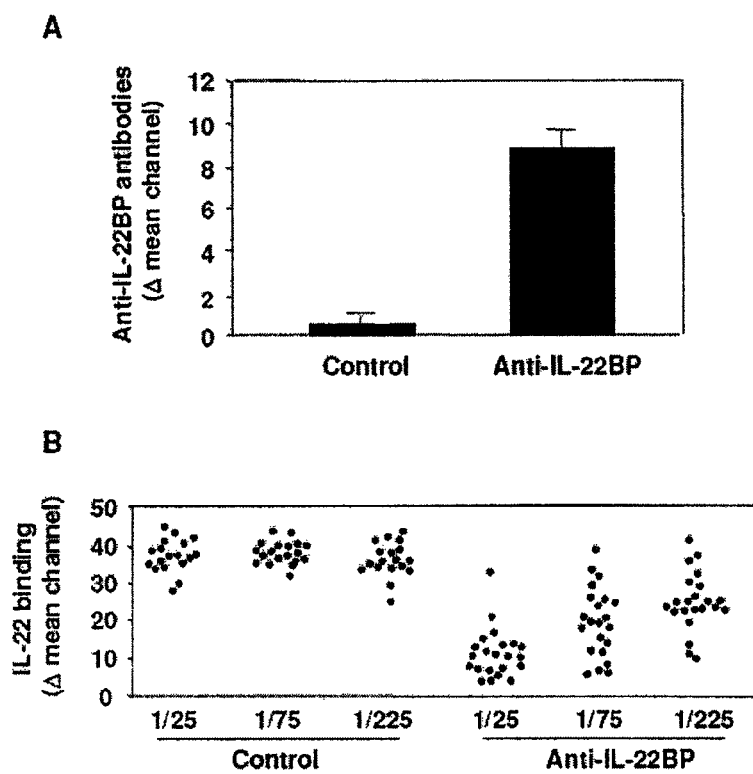 A
Anti-IL-22BP antibodies
(Δ mean channel)
12
10
8
6
4
2
0
Control
Anti-IL-22BP
B
IL-22 binding
(Δ mean channel)
50
40
30
20
10
0
1/25
1/75
1/225
1/25
1/75
1/225
Control
Anti-IL-22BP